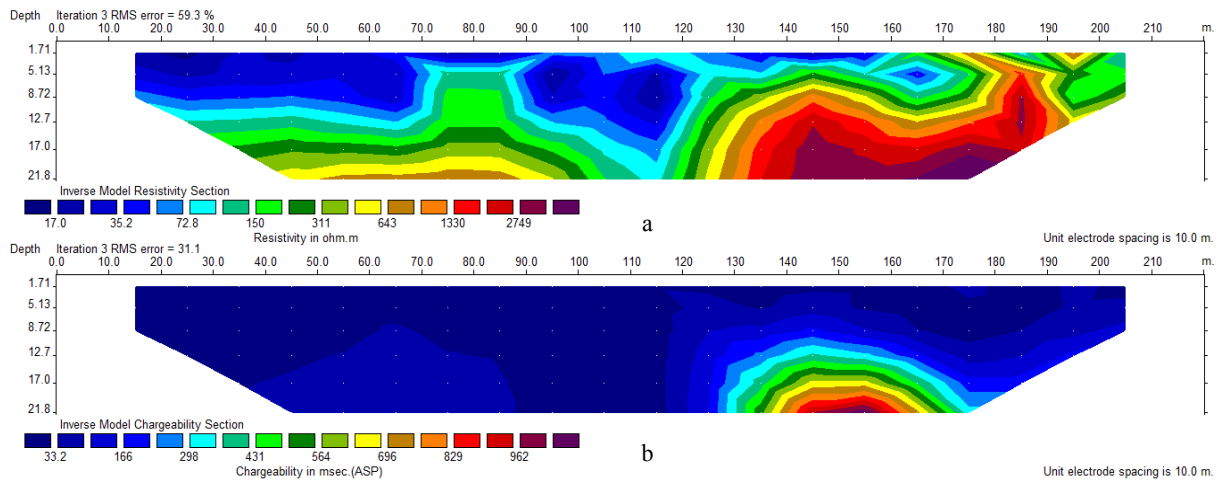 Depth Iteration 3 RMS error = 59.3 %
0.0 10.0 20.0 30.0 40.0 50.0 60.0 70.0 80.0 90.0 100 110 120 130 140 150 160 170 180 190 200 210 m.
1.71
5.13
8.72
12.7
17.0
21.8
Inverse Model Resistivity Section
17.0 35.2 72.8 150 311 643 1330 2749
Resistivity in ohm.m
a
Unit electrode spacing is 10.0 m.
Depth Iteration 3 RMS error = 31.1
0.0 10.0 20.0 30.0 40.0 50.0 60.0 70.0 80.0 90.0 100 110 120 130 140 150 160 170 180 190 200 210 m.
1.71
5.13
8.72
12.7
17.0
21.8
Inverse Model Chargeability Section
33.2 166 298 431 564 696 829 962
Chargeability in msec.(ASP)
b
Unit electrode spacing is 10.0 m.